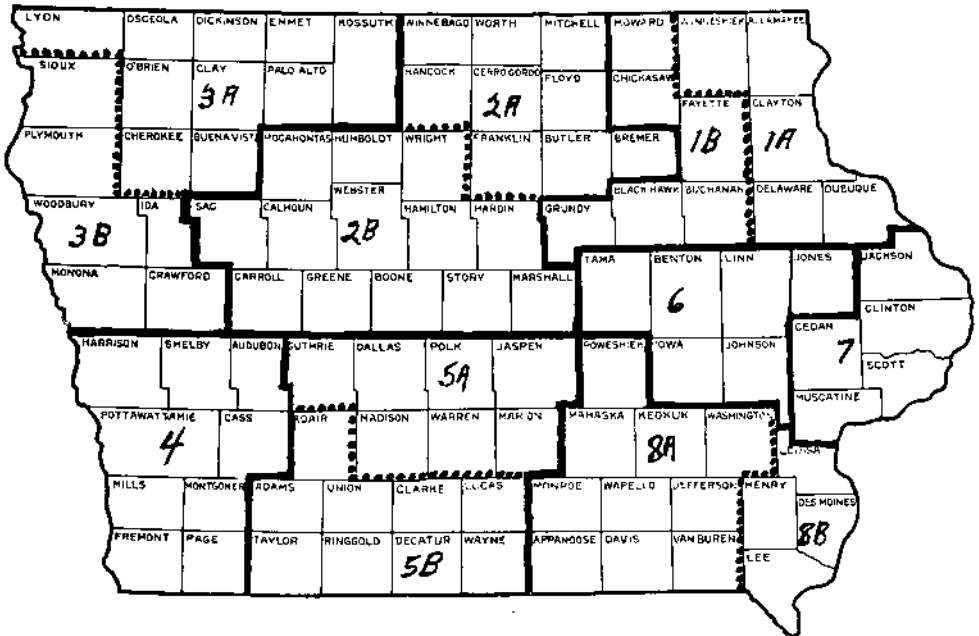 LYON OSCEOLA DICKINSON EMMET KOSSUTH WINNEBAGO WORTH MITCHELL HOWARD WINNESHIEK ALLAMAKEE
SIOUX O'BRIEN CLAY PALO ALTO HANCOCK CERRO GORDO FLOYD CHICKASAW
3A 2A
FAYETTE CLAYTON
1B 1A
PLYMOUTH CHEROKEE BUENA VISTA POCAHONTAS HUMBOLDT WRIGHT FRANKLIN BUTLER BREMER
WEBSTER BLACK HAWK BUCHANAN DELAWARE DUBUQUE
WOODBURY IDA SAC CALHOUN HAMILTON HARDIN GRUNDY
3B 2B
TAMA BENTON LINN JONES JACKSON
MONONA CRAWFORD CARROLL GREENE BOONE STORY MARSHALL
6
CLINTON
CEDAR
HARRISON SHELBY AUDUBON GUTHRIE DALLAS POLK JASPER POWESHIEK IOWA JOHNSON
7
SCOTT
5A
MUSCATINE
POTTAWATTAMIE CASS ADAIR MADISON WARREN MARION MAHASKA KEOKUK WASHINGTON
4 8A
LOUISA
MILLS MONTGOMERY ADAMS UNION CLARKE LUCAS MONROE WAPELLO JEFFERSON HENRY
DES MOINES
8B
FREMONT PAGE TAYLOR RINGGOLD DECATUR WAYNE APPANOOSE DAVIS VAN BUREN
LEE
5B